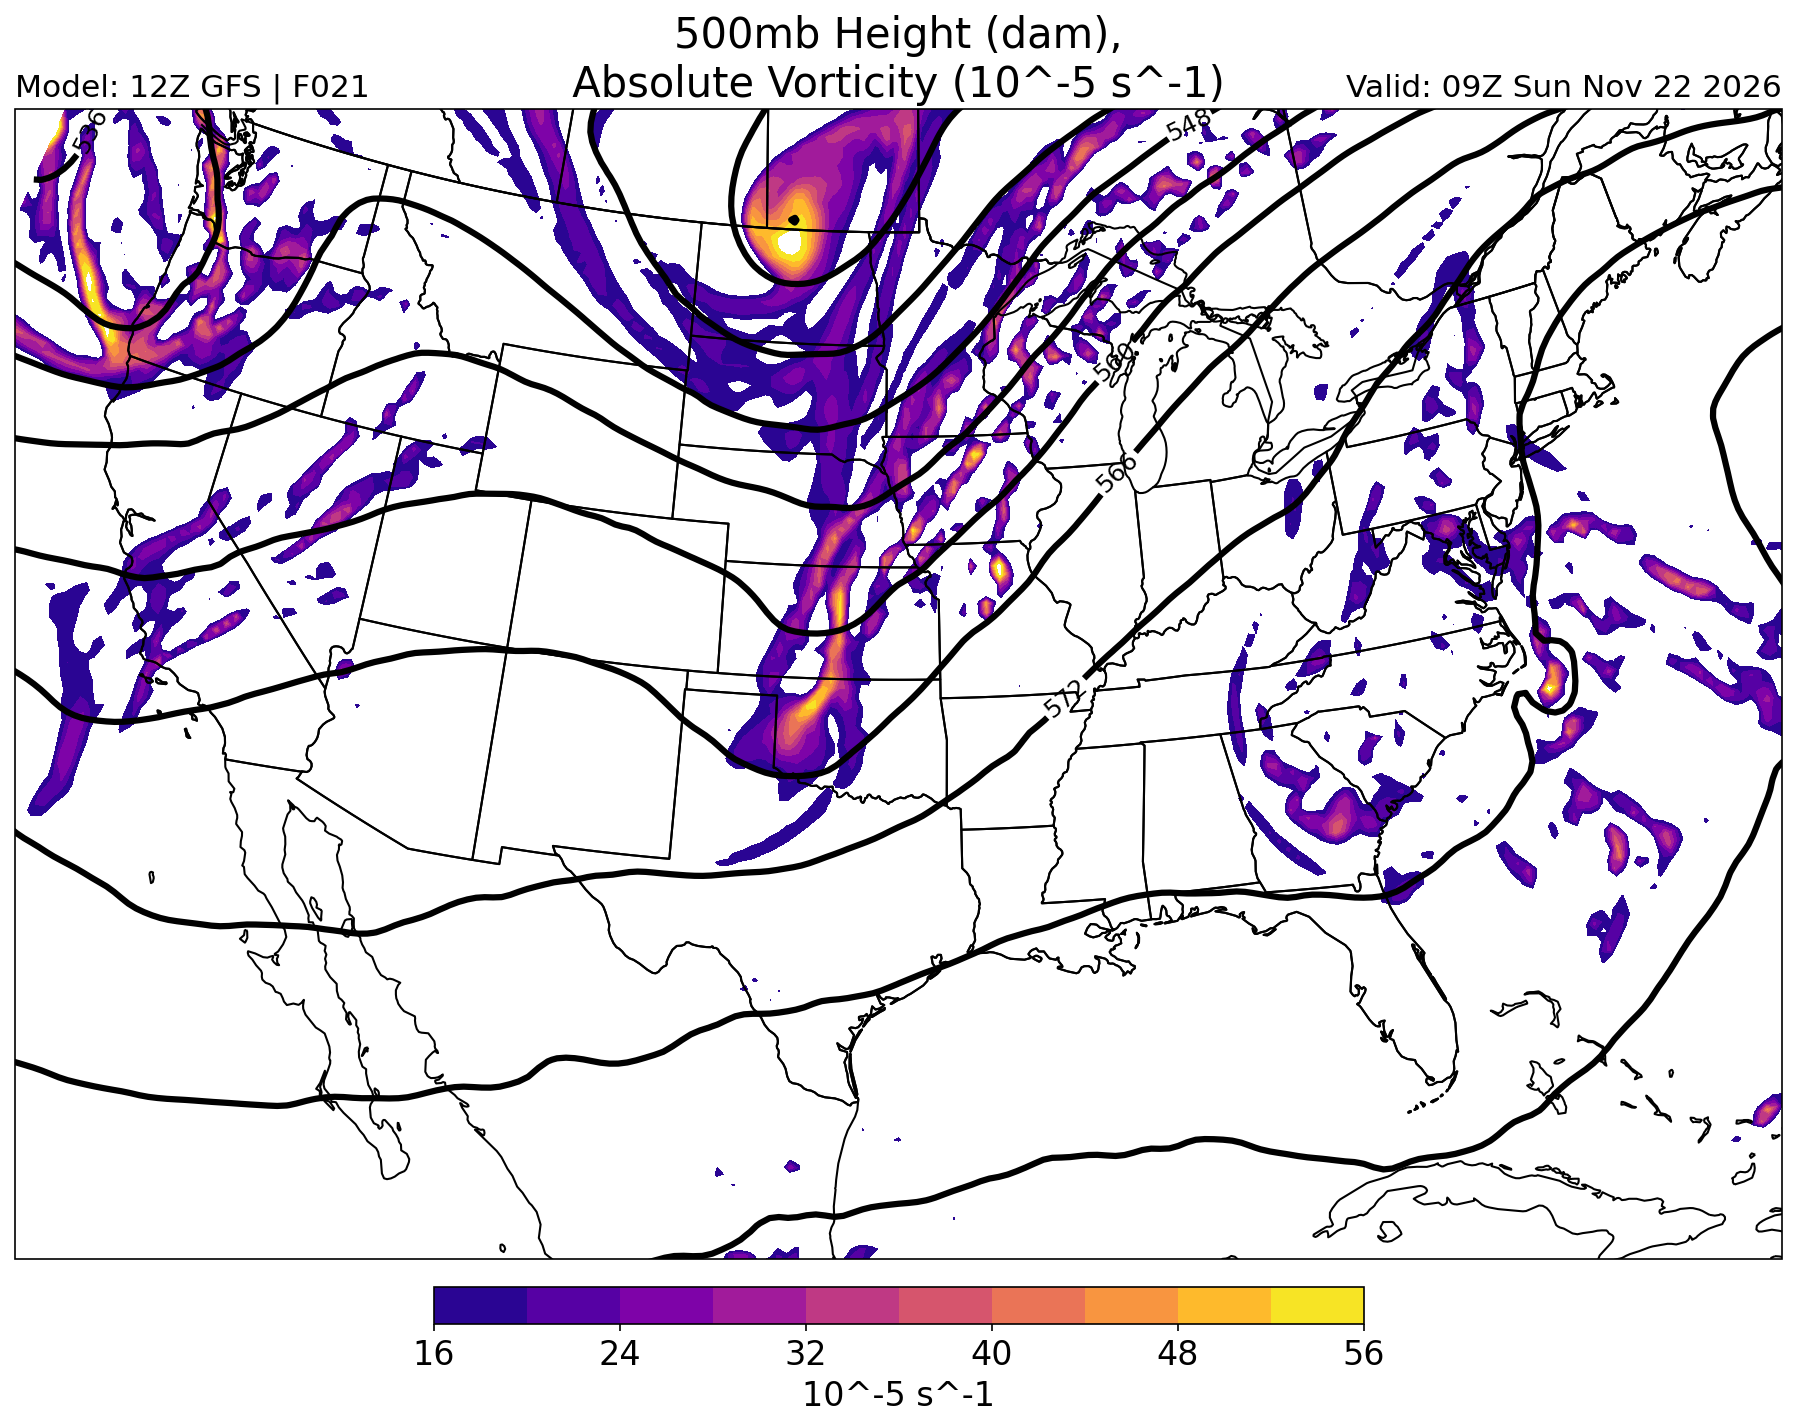 500mb Height (dam),
Absolute Vorticity (10^-5 s^-1)
Model: 12Z GFS | F021
Valid: 09Z Sun Nov 22 2026
536
548
560
566
572
16 24 32 40 48 56
10^-5 s^-1